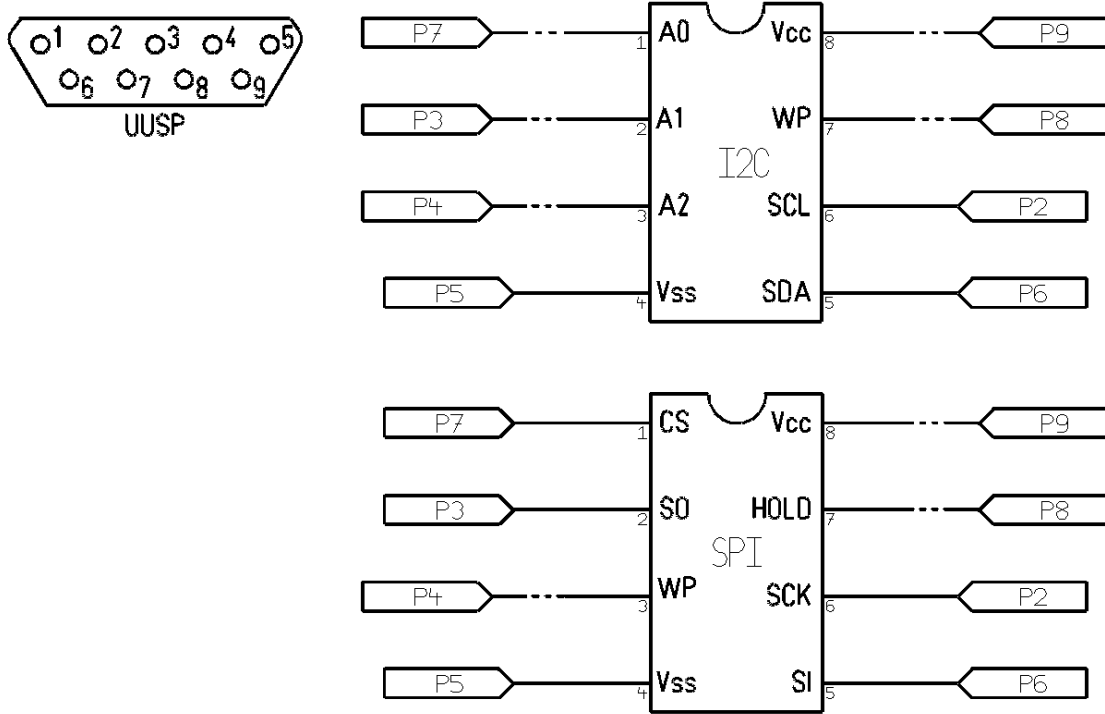 1 2 3 4 5
6 7 8 9
UUSP
P7 1 A0 Vcc 8 P9
P3 2 A1 WP 7 P8
I2C
P4 3 A2 SCL 6 P2
P5 4 Vss SDA 5 P6
P7 1 CS Vcc 8 P9
P3 2 SO HOLD 7 P8
SPI
P4 3 WP SCK 6 P2
P5 4 Vss SI 5 P6